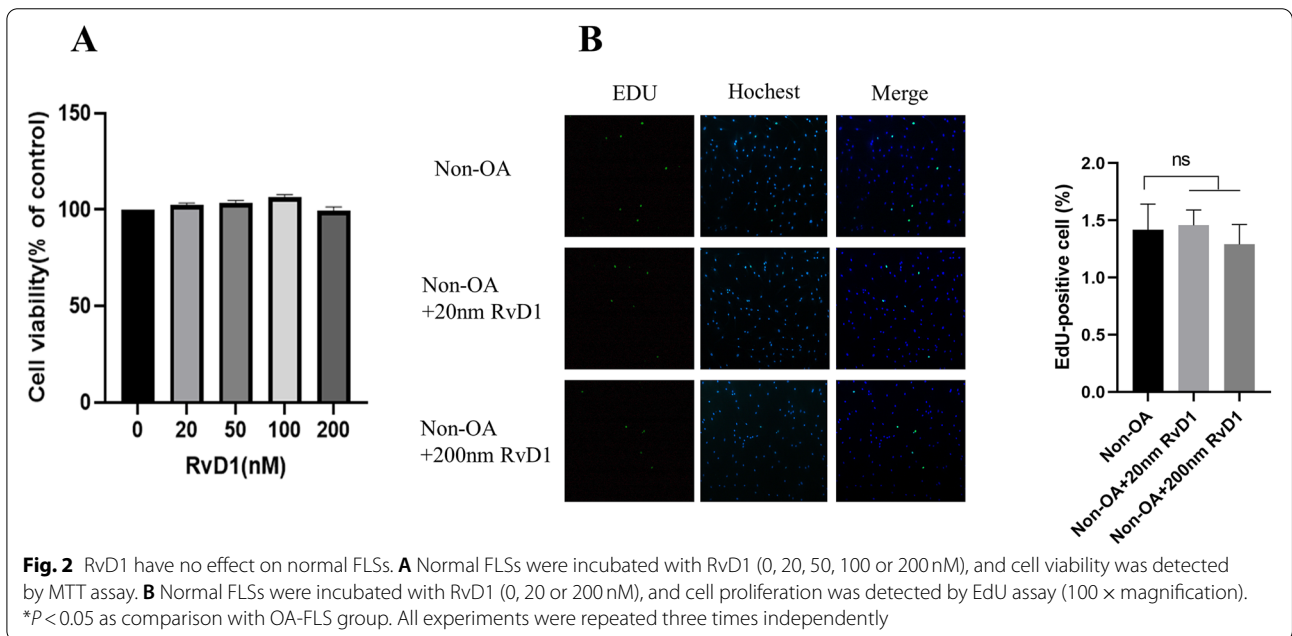 A
Cell viability(% of control)
150
100
50
0
0 20 50 100 200
RvD1(nM)
B
EDU Hochest Merge
Non-OA
Non-OA
+20nm RvD1
Non-OA
+200nm RvD1
EdU-positive cell (%)
2.0
1.5
1.0
0.5
0.0
ns
Non-OA
Non-OA+20nm RvD1
Non-OA+200nm RvD1
Fig. 2 RvD1 have no effect on normal FLSs. A Normal FLSs were incubated with RvD1 (0, 20, 50, 100 or 200 nM), and cell viability was detected
by MTT assay. B Normal FLSs were incubated with RvD1 (0, 20 or 200 nM), and cell proliferation was detected by EdU assay (100 × magnification).
*P < 0.05 as comparison with OA-FLS group. All experiments were repeated three times independently